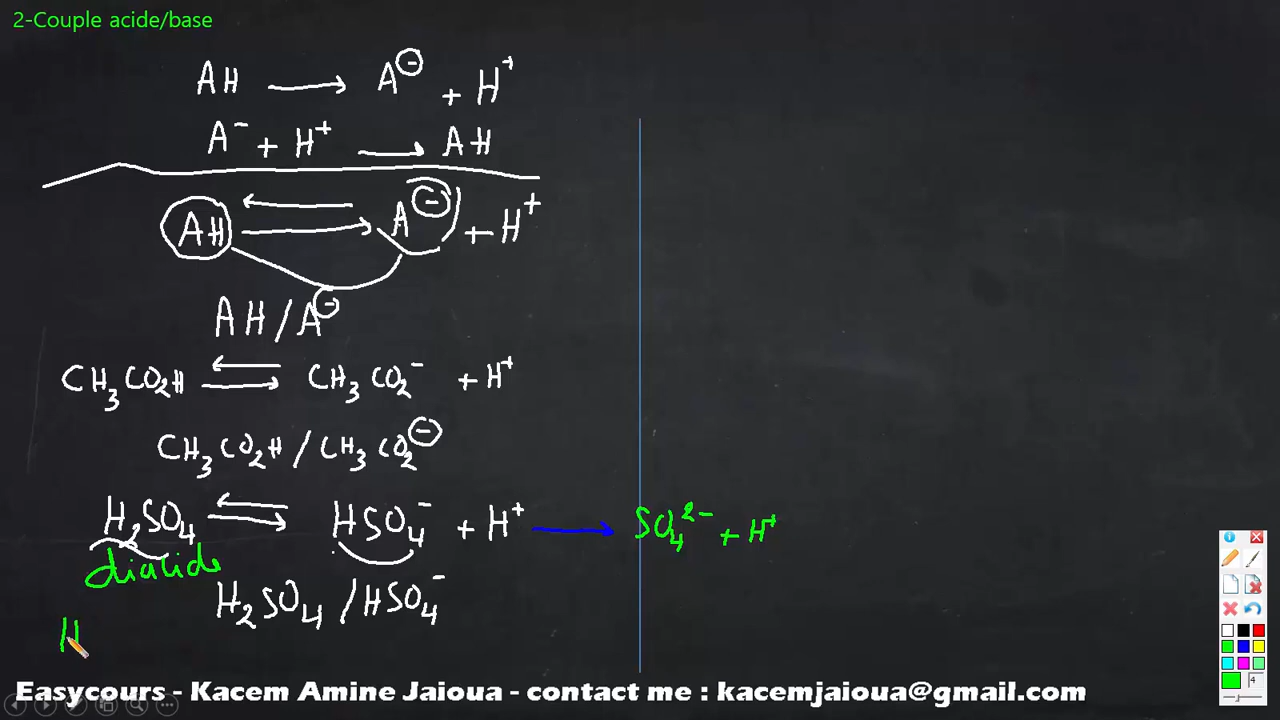 2-Couple acide/base
AH ⟶ A⁻ + H⁺
A⁻ + H⁺ ⟶ AH
AH ⇌ A⁻ + H⁺
AH / A⁻
CH₃CO₂H ⇌ CH₃CO₂⁻ + H⁺
CH₃CO₂H / CH₃CO₂⁻
H₂SO₄ ⇌ HSO₄⁻ + H⁺ ⟶ SO₄²⁻ + H⁺
diacide
H₂SO₄ / HSO₄⁻
H
Easycours - Kacem Amine Jaioua - contact me : kacemjaioua@gmail.com
4